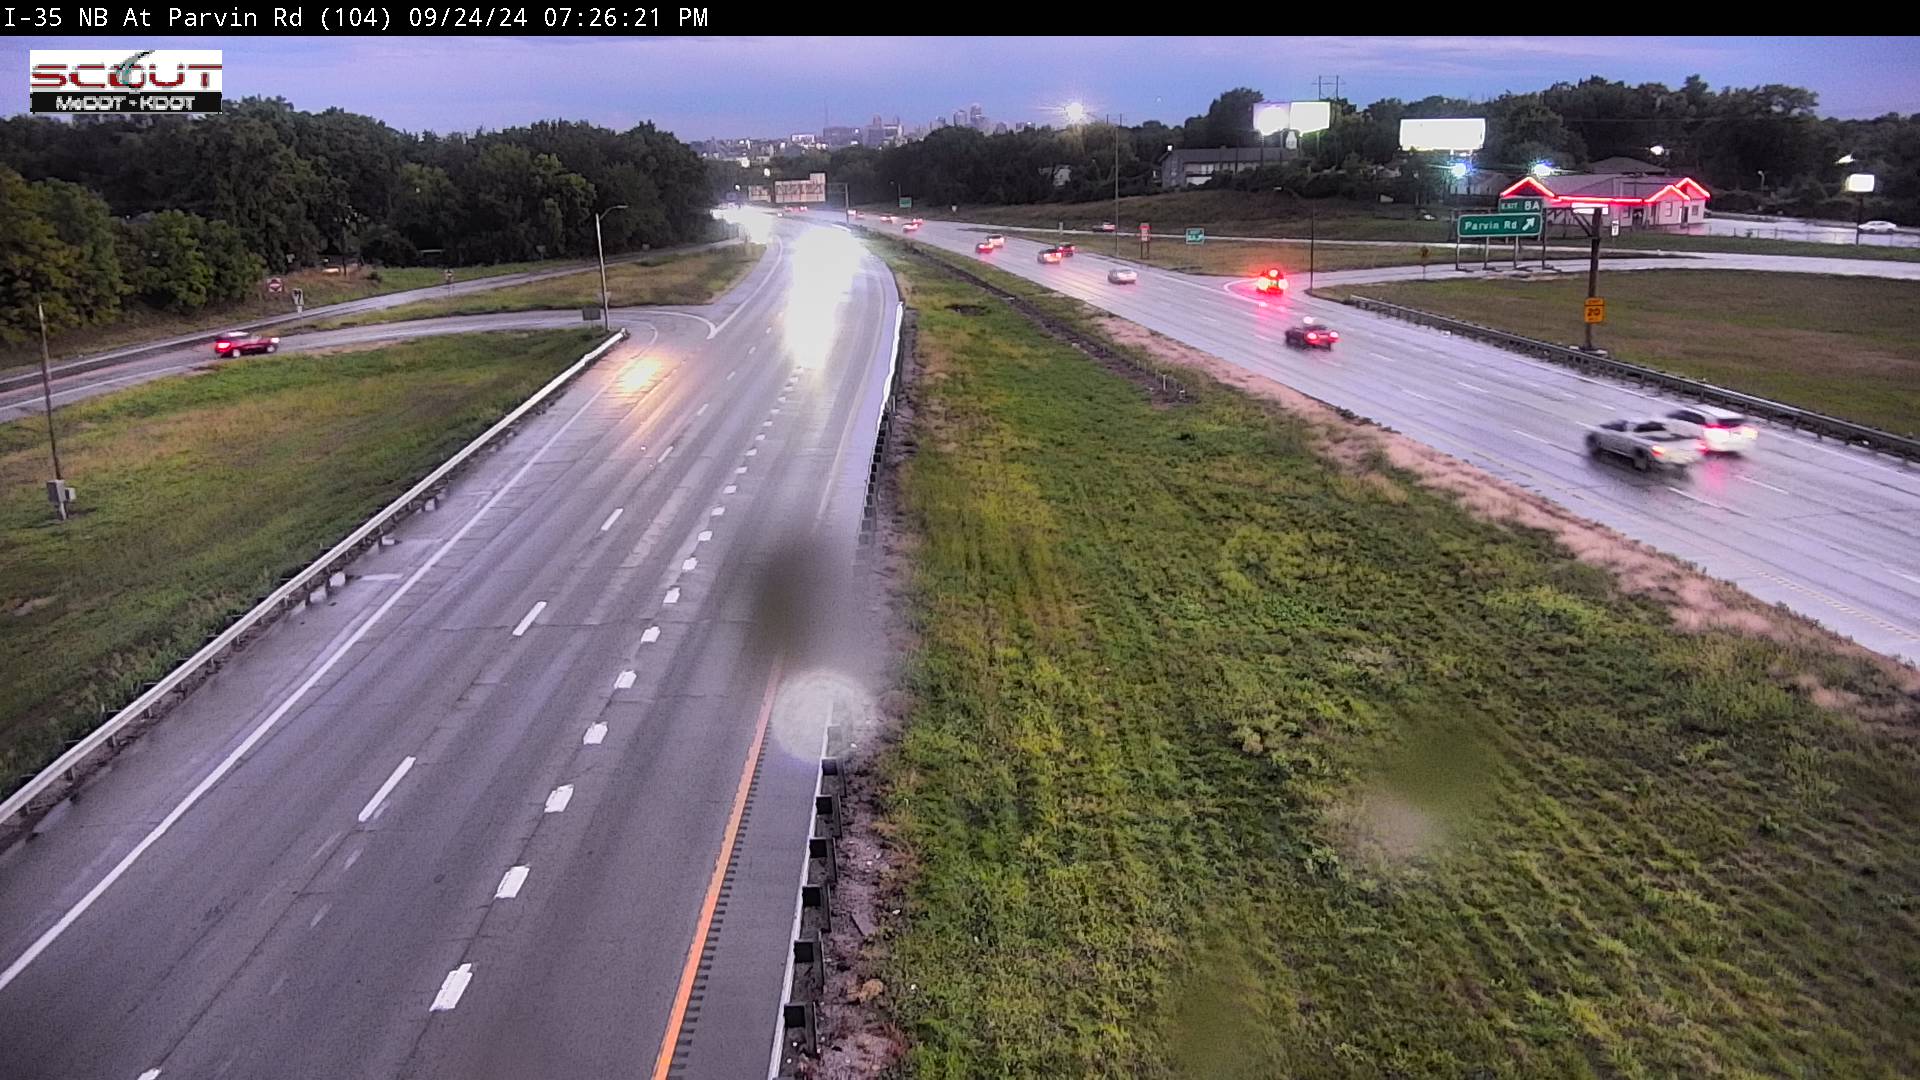 I-35 NB At Parvin Rd (104) 09/24/24 07:26:21 PM
SCOUT
MoDOT - KDOT
EXIT 8A
Parvin Rd
20